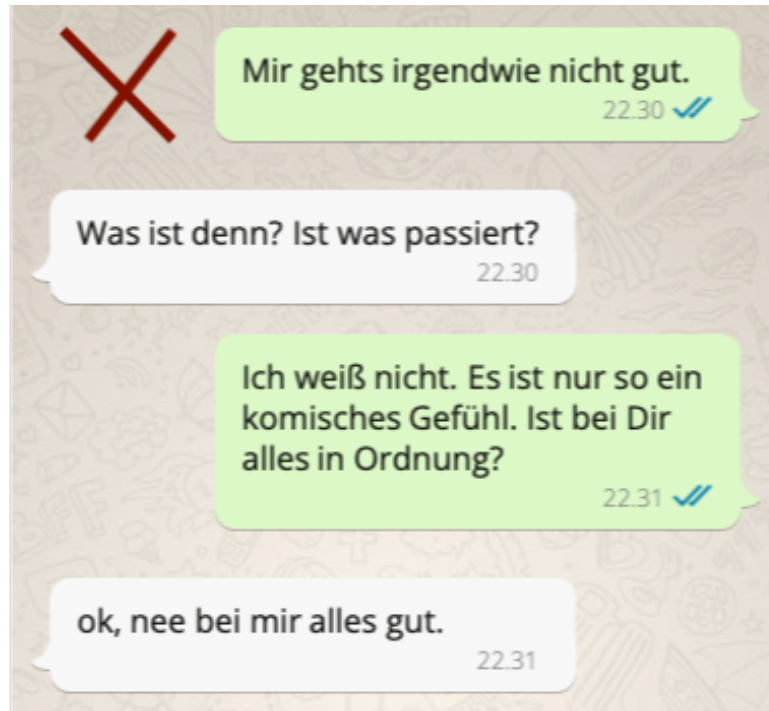 Mir gehts irgendwie nicht gut.
22.30
Was ist denn? Ist was passiert?
22.30
Ich weiß nicht. Es ist nur so ein
komisches Gefühl. Ist bei Dir
alles in Ordnung?
22.31
ok, nee bei mir alles gut.
22.31